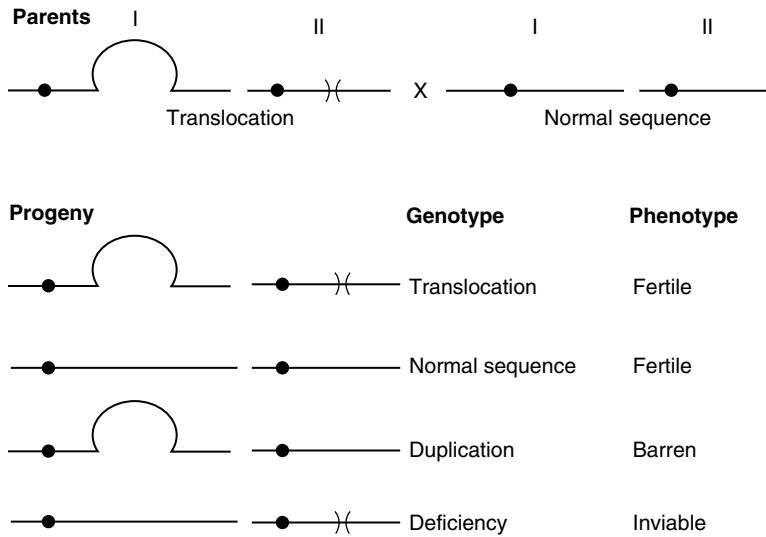 Parents I II I II
X
Translocation Normal sequence
Progeny Genotype Phenotype
Translocation Fertile
Normal sequence Fertile
Duplication Barren
Deficiency Inviable